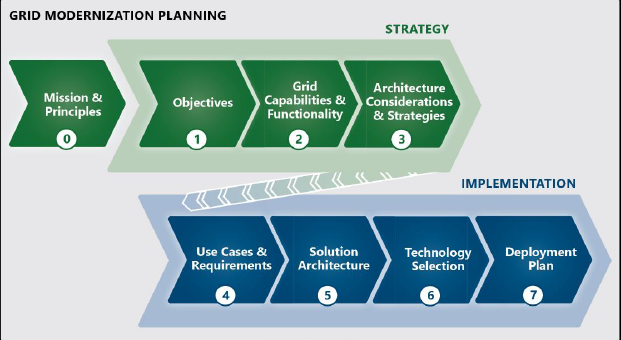 GRID MODERNIZATION PLANNING
STRATEGY
Mission &
Principles
0
Objectives
1
Grid
Capabilities &
Functionality
2
Architecture
Considerations
& Strategies
3
IMPLEMENTATION
Use Cases &
Requirements
4
Solution
Architecture
5
Technology
Selection
6
Deployment
Plan
7